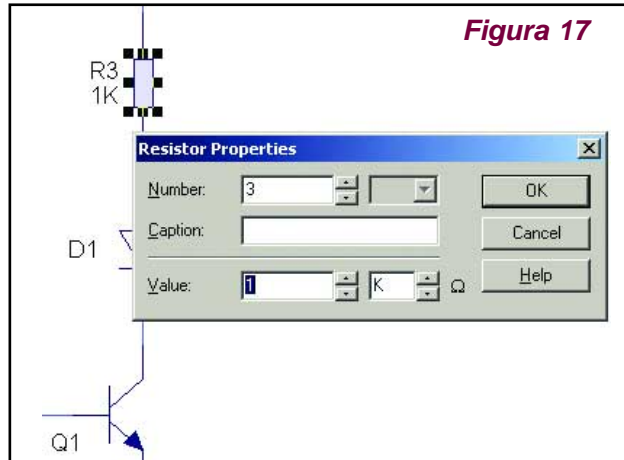 Figura 17
R3
1K
Resistor Properties
Number: 3
OK
Caption:
Cancel
D1
Value: 1 K Ω
Help
Q1